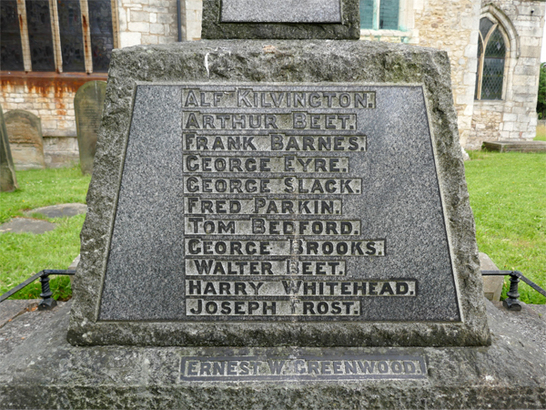 ALF KILVINGTON.
ARTHUR BEET.
FRANK BARNES.
GEORGE EYRE.
GEORGE SLACK.
FRED PARKIN.
TOM BEDFORD.
GEORGE BROOKS.
WALTER BEET.
HARRY WHITEHEAD.
JOSEPH FROST.
ERNEST W. GREENWOOD.